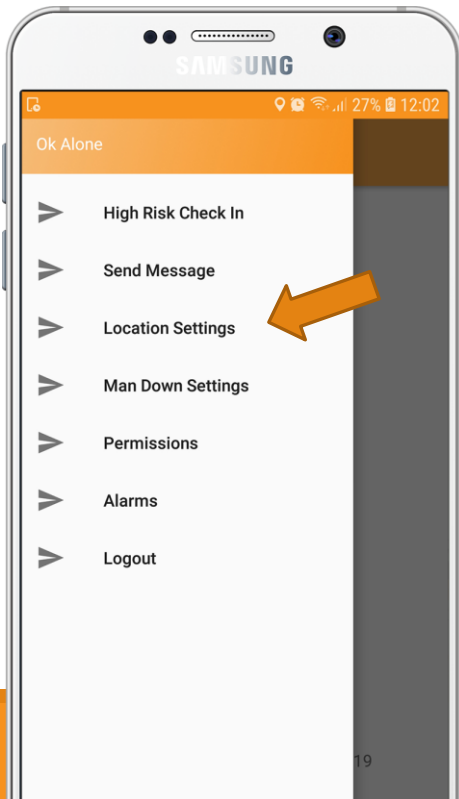 SAMSUNG
27% 12:02
Ok Alone
High Risk Check In
Send Message
Location Settings
Man Down Settings
Permissions
Alarms
Logout
19